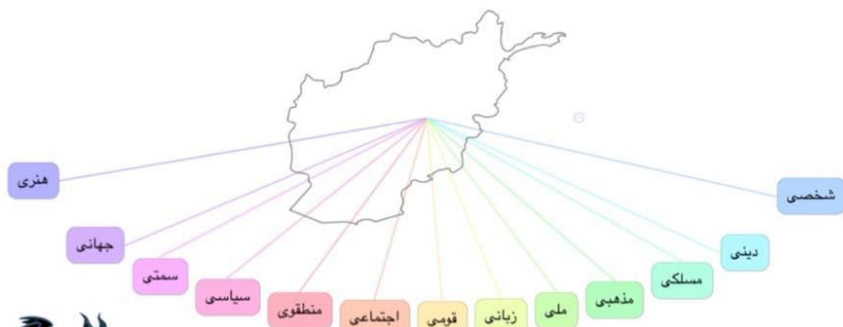 شخصی
دینی
مسلکی
مذهبی
ملی
زبانی
قومی
اجتماعی
منطقوی
سیاسی
سمتی
جهانی
هنری